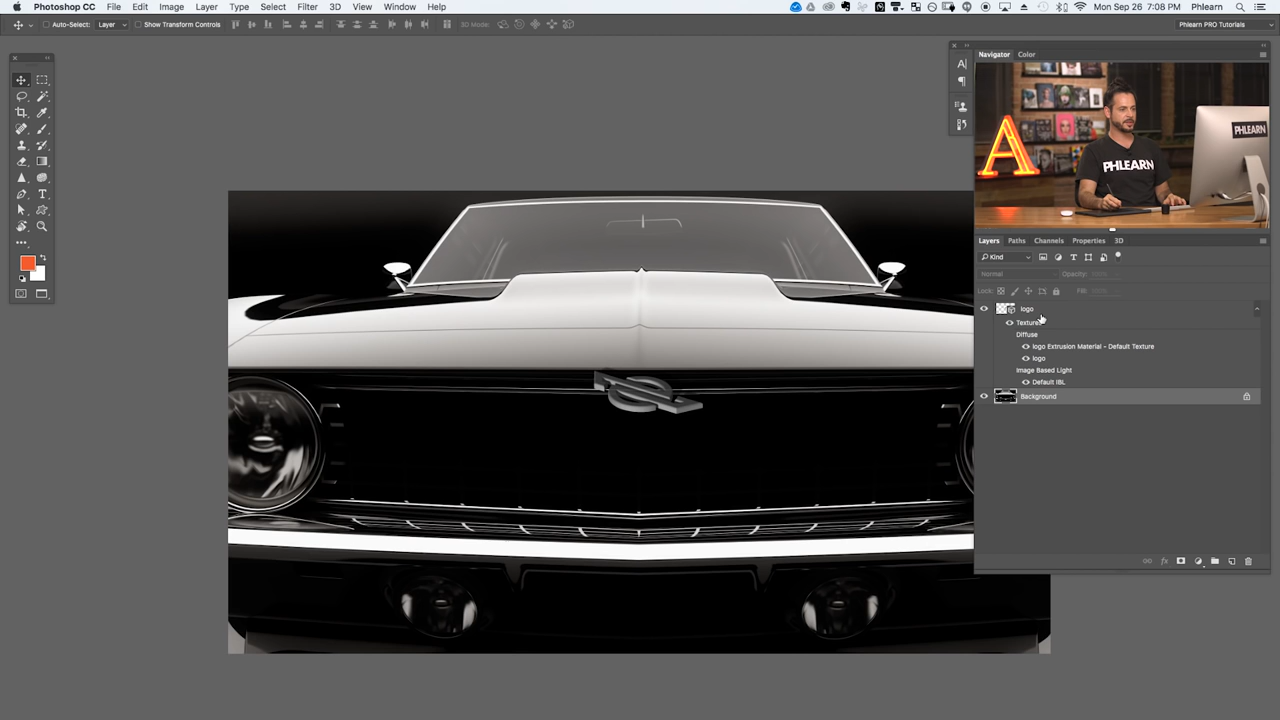 Photoshop CC File Edit Image Layer Type Select Filter 3D View Window Help Mon Sep 26 7:08 PM Phlearn
Auto-Select: Layer Show Transform Controls 3D Mode: Phlearn PRO Tutorials
Navigator Color
A
PHLEARN
PHLEARN
Layers Paths Channels Properties 3D
Kind
Normal Opacity:
Lock: Fill:
logo
Textures
Diffuse
logo Extrusion Material - Default Texture
logo
Image Based Light
Default IBL
Background